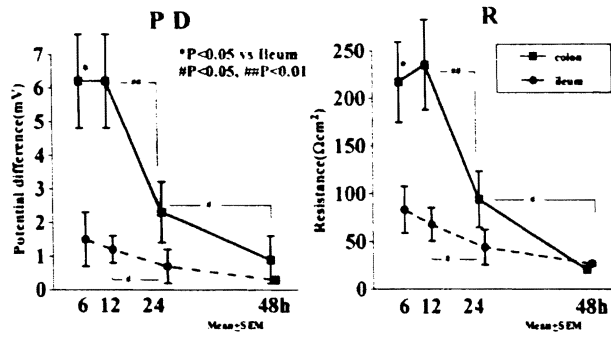 PD
R
*P<0.05 vs Ileum
#P<0.05, ##P<0.01
colon
ileum
Potential difference(mV)
7
6
5
4
3
2
1
0
*
##
#
#
6 12 24 48h
Mean±SEM
Resistance(Ωcm²)
250
200
150
100
50
0
*
##
#
#
6 12 24 48h
Mean±SEM